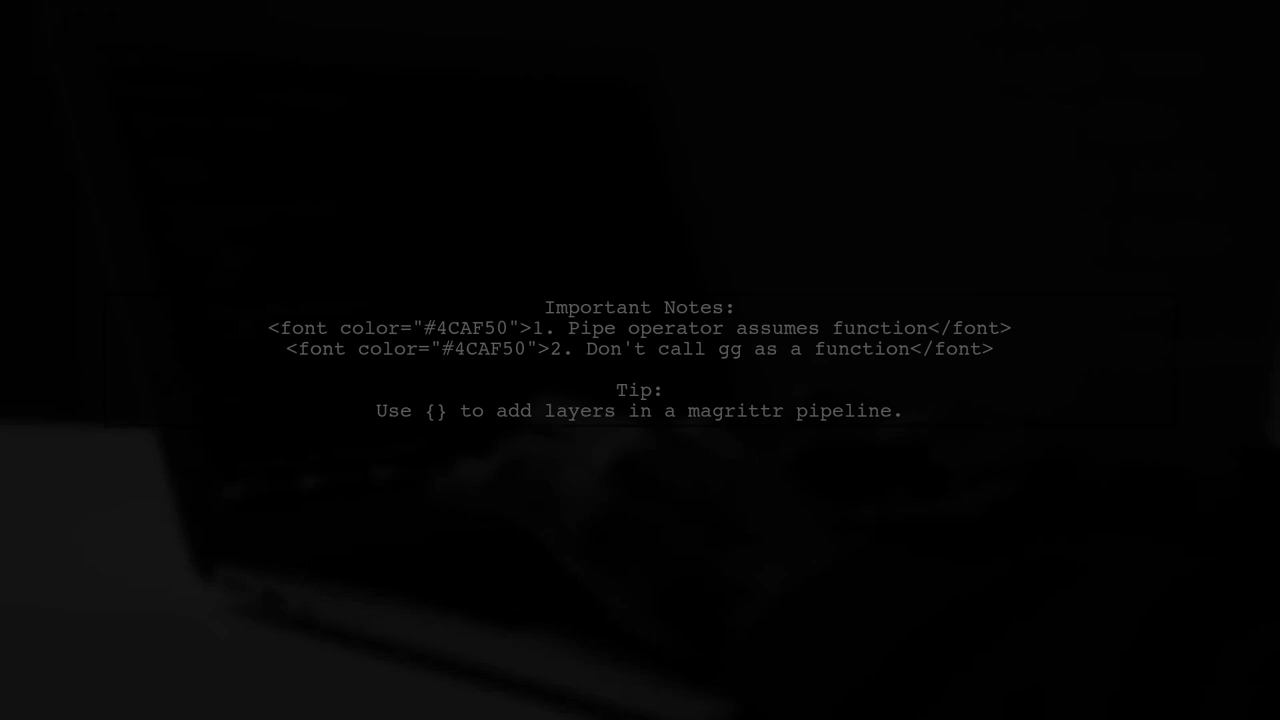 Important Notes:
<font color="#4CAF50">1. Pipe operator assumes function</font>
<font color="#4CAF50">2. Don't call gg as a function</font>
Tip:
Use {} to add layers in a magrittr pipeline.